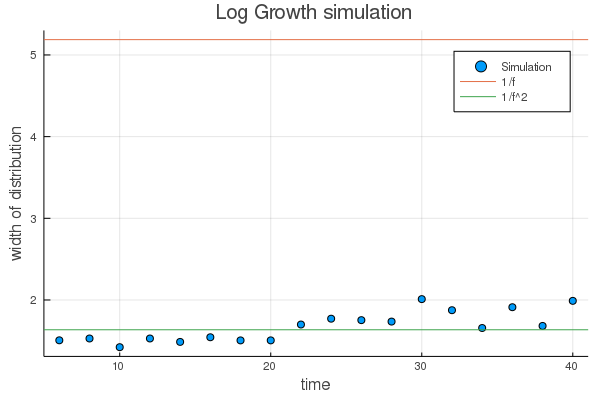 Log Growth simulation
width of distribution
5
4
3
2
10
20
30
40
time
Simulation
1/f
1/f^2